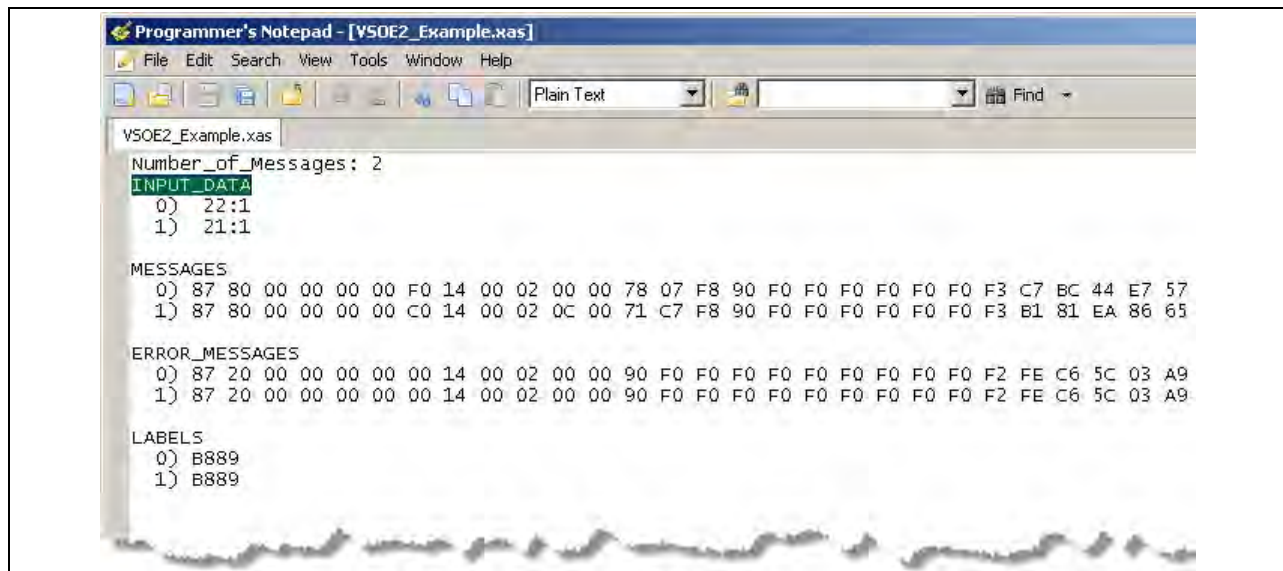 Programmer's Notepad - [VSOE2_Example.xas]
File Edit Search View Tools Window Help
Plain Text Find
VSOE2_Example.xas
Number_of_Messages: 2
INPUT_DATA
0) 22:1
1) 21:1
MESSAGES
0) 87 80 00 00 00 00 F0 14 00 02 00 00 78 07 F8 90 F0 F0 F0 F0 F0 F0 F3 C7 BC 44 E7 57
1) 87 80 00 00 00 00 C0 14 00 02 0C 00 71 C7 F8 90 F0 F0 F0 F0 F0 F0 F3 B1 81 EA 86 65
ERROR_MESSAGES
0) 87 20 00 00 00 00 00 14 00 02 00 00 90 F0 F0 F0 F0 F0 F0 F0 F0 F0 F2 FE C6 5C 03 A9
1) 87 20 00 00 00 00 00 14 00 02 00 00 90 F0 F0 F0 F0 F0 F0 F0 F0 F0 F2 FE C6 5C 03 A9
LABELS
0) B889
1) B889